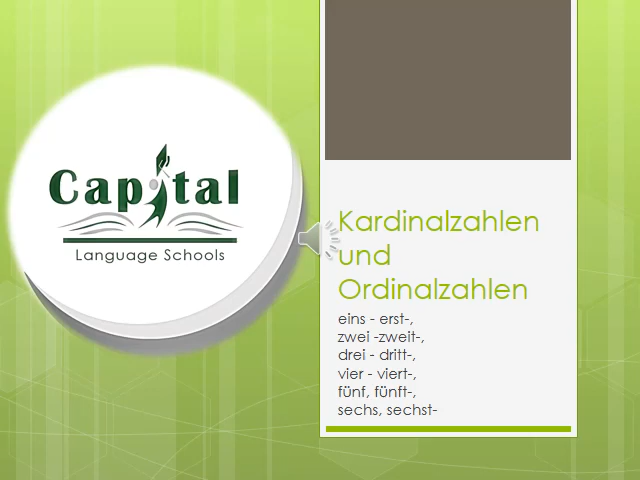 Capital
Language Schools
Kardinalzahlen
und
Ordinalzahlen
eins - erst-,
zwei -zweit-,
drei - dritt-,
vier - viert-,
fünf, fünft-,
sechs, sechst-